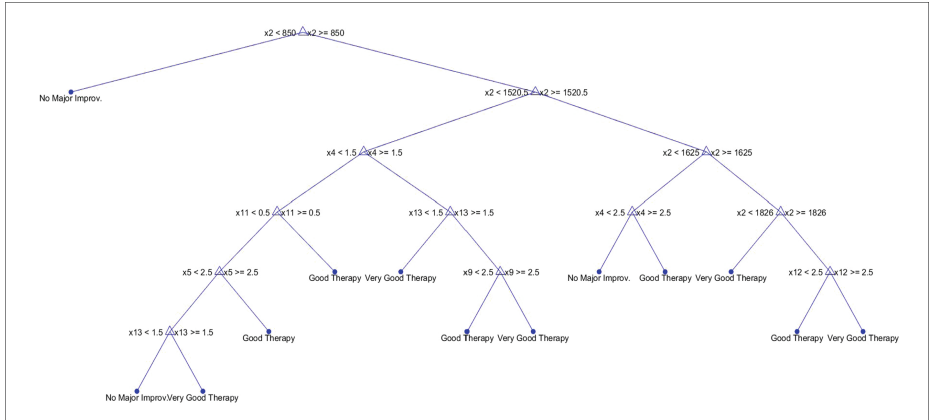 x2 < 850 x2 >= 850
No Major Improv.
x2 < 1520.5 x2 >= 1520.5
x4 < 1.5 x4 >= 1.5
x2 < 1625 x2 >= 1625
x11 < 0.5 x11 >= 0.5
x13 < 1.5 x13 >= 1.5
x4 < 2.5 x4 >= 2.5
x2 < 1826 x2 >= 1826
x5 < 2.5 x5 >= 2.5
Good Therapy
Very Good Therapy
x9 < 2.5 x9 >= 2.5
No Major Improv.
Good Therapy
Very Good Therapy
x12 < 2.5 x12 >= 2.5
x13 < 1.5 x13 >= 1.5
Good Therapy
Good Therapy
Very Good Therapy
Good Therapy
Very Good Therapy
No Major Improv.
Very Good Therapy